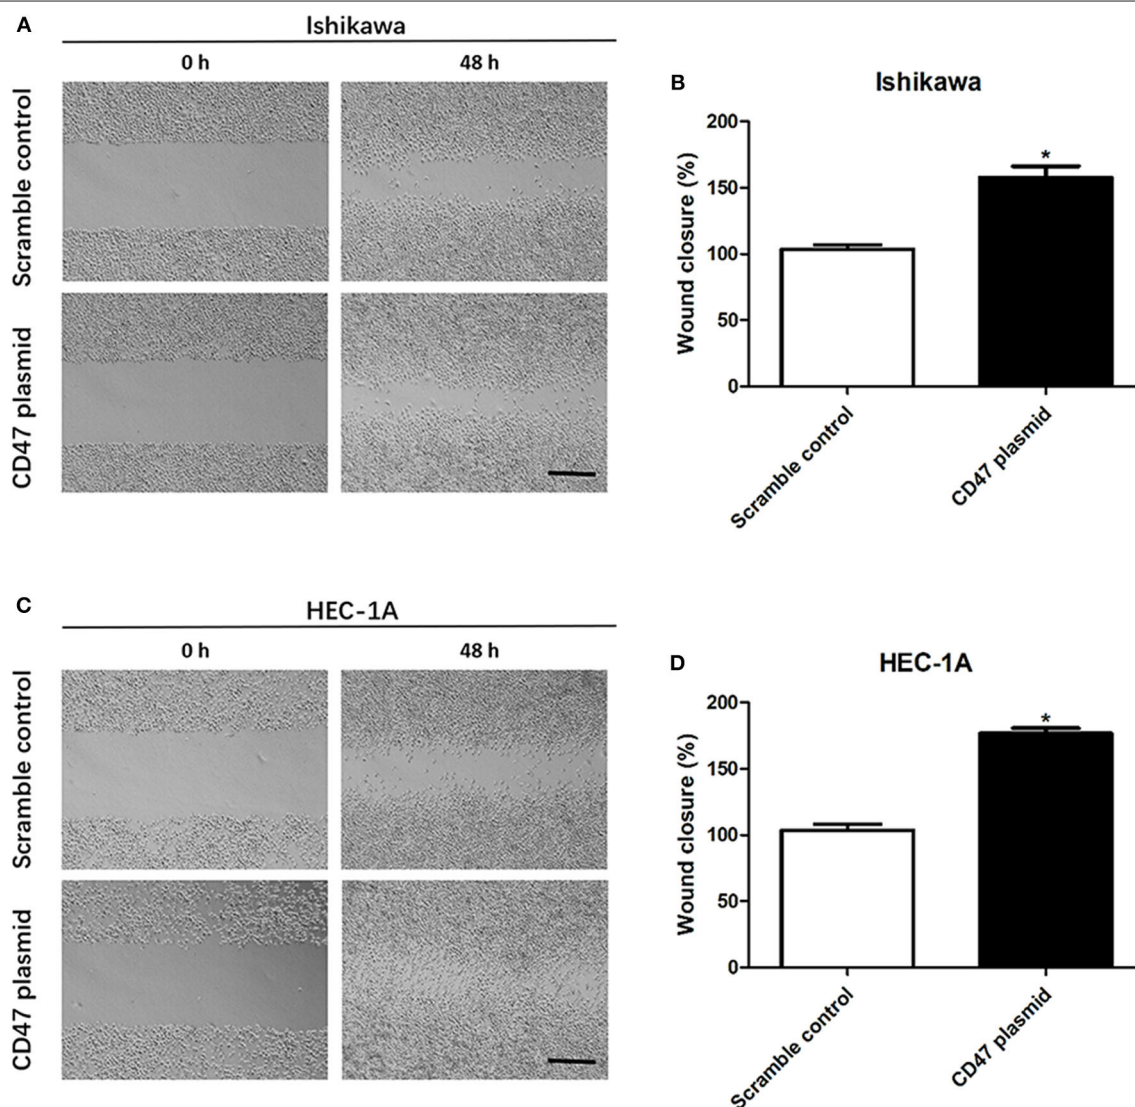 A
Ishikawa
0 h
48 h
Scramble control
CD47 plasmid
B
Ishikawa
Wound closure (%)
200
150
100
50
0
*
Scramble control
CD47 plasmid
C
HEC-1A
0 h
48 h
Scramble control
CD47 plasmid
D
HEC-1A
Wound closure (%)
200
150
100
50
0
*
Scramble control
CD47 plasmid